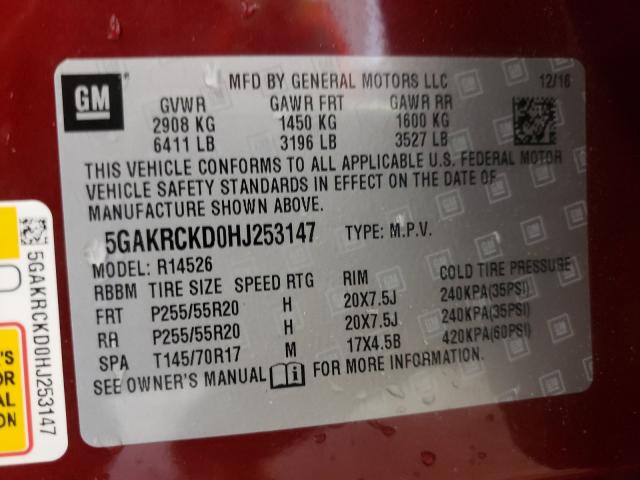 GM
MFD BY GENERAL MOTORS LLC 12/16
GVWR GAWR FRT GAWR RR
2908 KG 1450 KG 1600 KG
6411 LB 3196 LB 3527 LB
THIS VEHICLE CONFORMS TO ALL APPLICABLE U.S. FEDERAL MOTOR
VEHICLE SAFETY STANDARDS IN EFFECT ON THE DATE OF
MANUFACTURE SHOWN ABOVE.
5GAKRCKD0HJ253147 TYPE: M.P.V.
MODEL: R14526
RBBM TIRE SIZE SPEED RTG RIM COLD TIRE PRESSURE
FRT P255/55R20 H 20X7.5J 240KPA(35PSI)
RA P255/55R20 H 20X7.5J 240KPA(35PSI)
SPA T145/70R17 M 17X4.5B 420KPA(60PSI)
SEE OWNER'S MANUAL FOR MORE INFORMATION.
5GAKRCKD0HJ253147